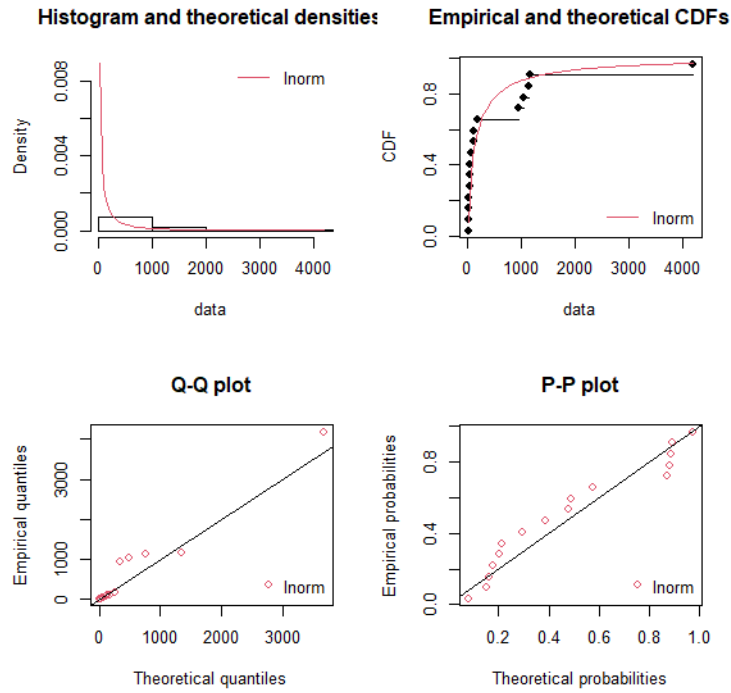 Histogram and theoretical densities
lnorm
Density
0.000 0.004 0.008
0 1000 2000 3000 4000
data
Empirical and theoretical CDFs
lnorm
CDF
0.0 0.4 0.8
0 1000 2000 3000 4000
data
Q-Q plot
lnorm
Empirical quantiles
0 1000 3000
0 1000 2000 3000
Theoretical quantiles
P-P plot
lnorm
Empirical probabilities
0.0 0.4 0.8
0.2 0.4 0.6 0.8 1.0
Theoretical probabilities